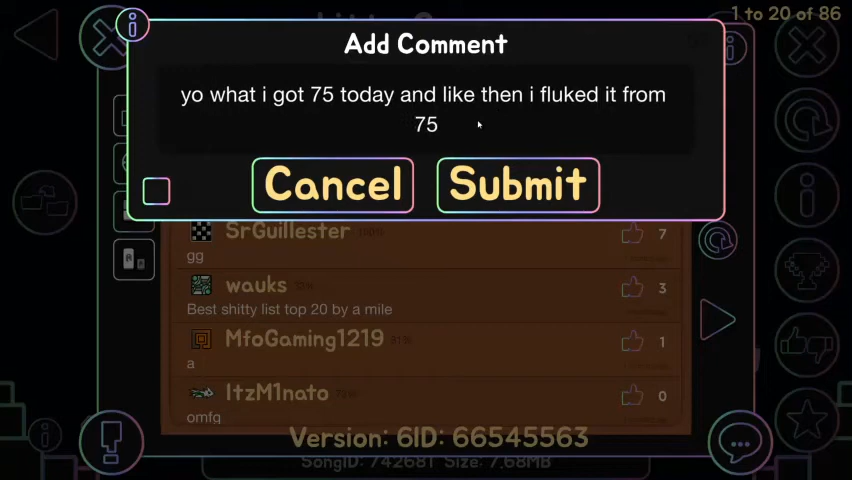 1 to 20 of 86
Add Comment
yo what i got 75 today and like then i fluked it from
75
Cancel Submit
SrGuillester 100% 7
gg
wauks 3
Best shitty list top 20 by a mile
MfoGaming1219 31% 1
a
ItzM1nato 0
omfg
Version: 6ID: 66545563
SongID: 742681 Size: 7.68MB